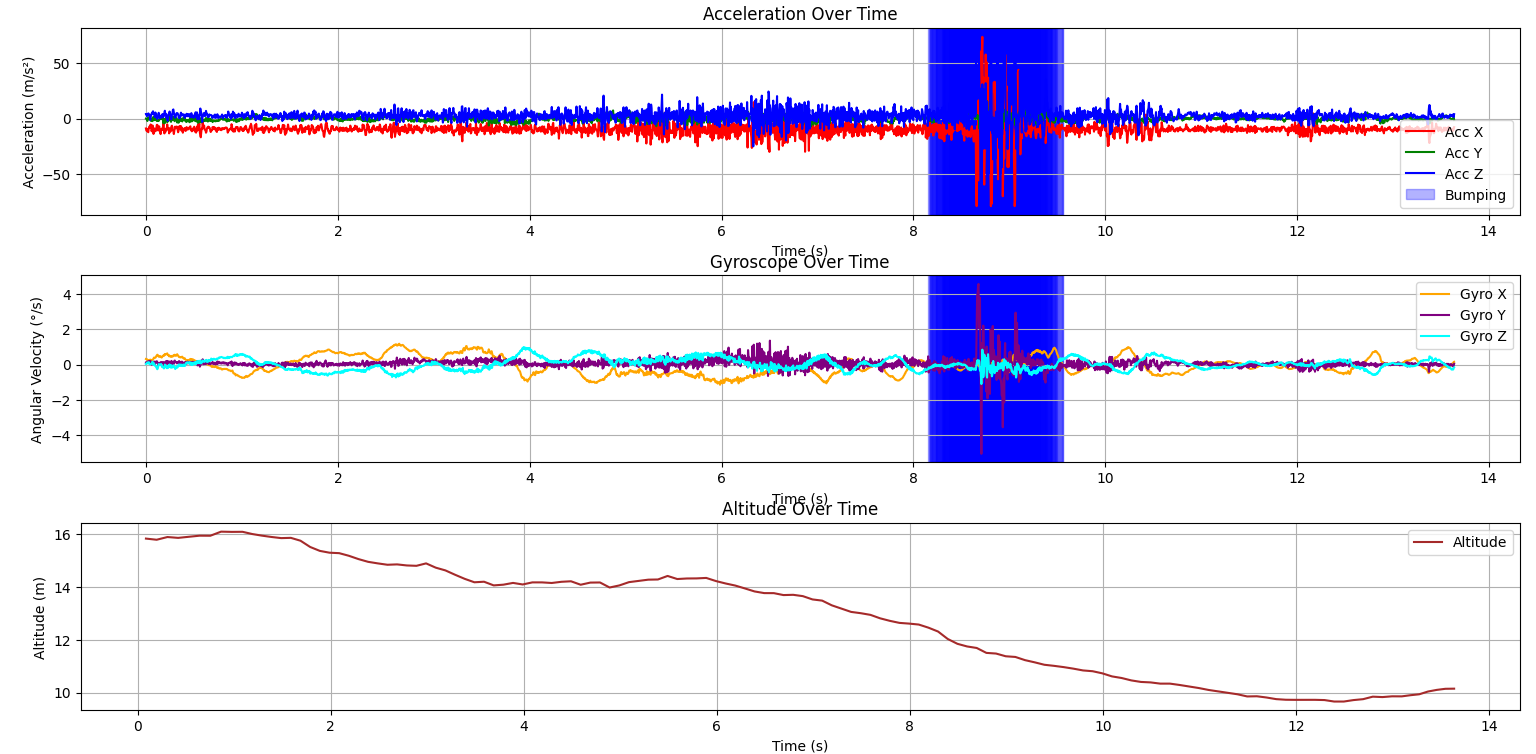 Acceleration Over Time
Acceleration (m/s²)
50
0
−50
Acc X
Acc Y
Acc Z
Bumping
0 2 4 6 8 10 12 14
Time (s)
Gyroscope Over Time
Angular Velocity (°/s)
4
2
0
−2
−4
Gyro X
Gyro Y
Gyro Z
0 2 4 6 8 10 12 14
Time (s)
Altitude Over Time
Altitude (m)
16
14
12
10
Altitude
0 2 4 6 8 10 12 14
Time (s)